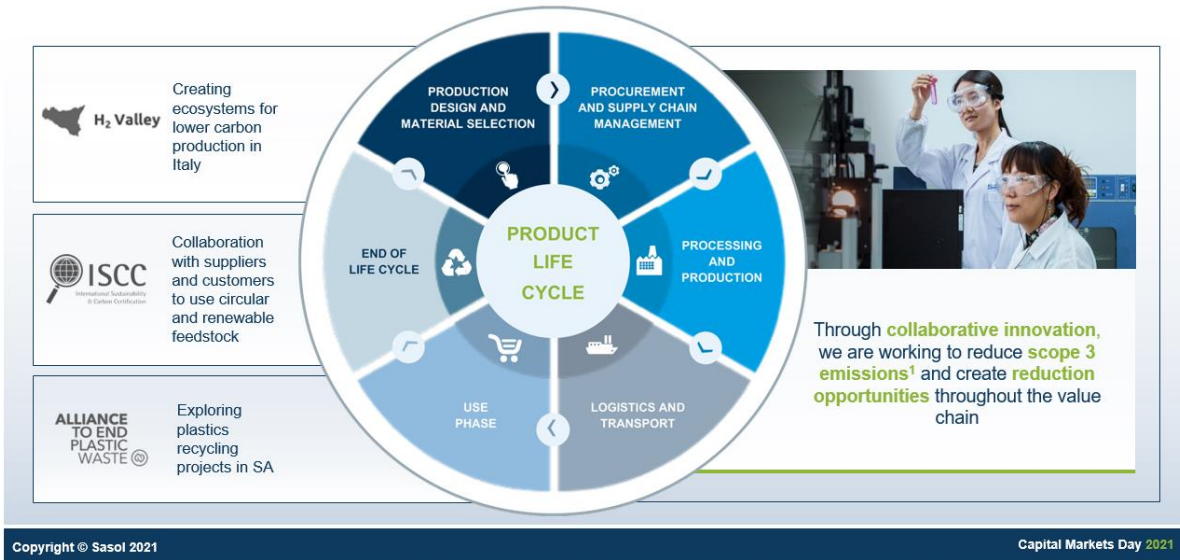 H₂ Valley
Creating
ecosystems for
lower carbon
production in
Italy
ISCC
International Sustainability
& Carbon Certification
Collaboration
with suppliers
and customers
to use circular
and renewable
feedstock
ALLIANCE
TO END
PLASTIC
WASTE
Exploring
plastics
recycling
projects in SA
PRODUCTION
DESIGN AND
MATERIAL SELECTION
PROCUREMENT
AND SUPPLY CHAIN
MANAGEMENT
PROCESSING
AND
PRODUCTION
LOGISTICS AND
TRANSPORT
USE
PHASE
END OF
LIFE CYCLE
PRODUCT
LIFE
CYCLE
Through collaborative innovation,
we are working to reduce scope 3
emissions¹ and create reduction
opportunities throughout the value
chain
Copyright © Sasol 2021
Capital Markets Day 2021